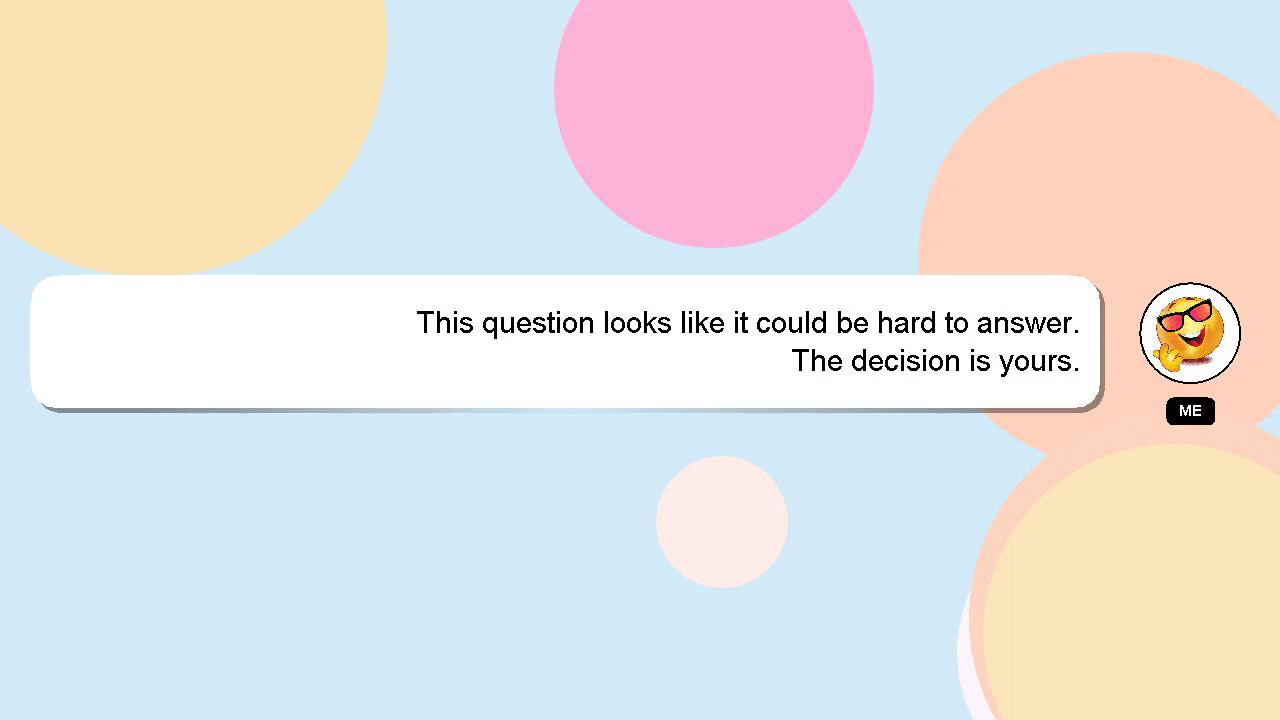 This question looks like it could be hard to answer.
The decision is yours.
ME